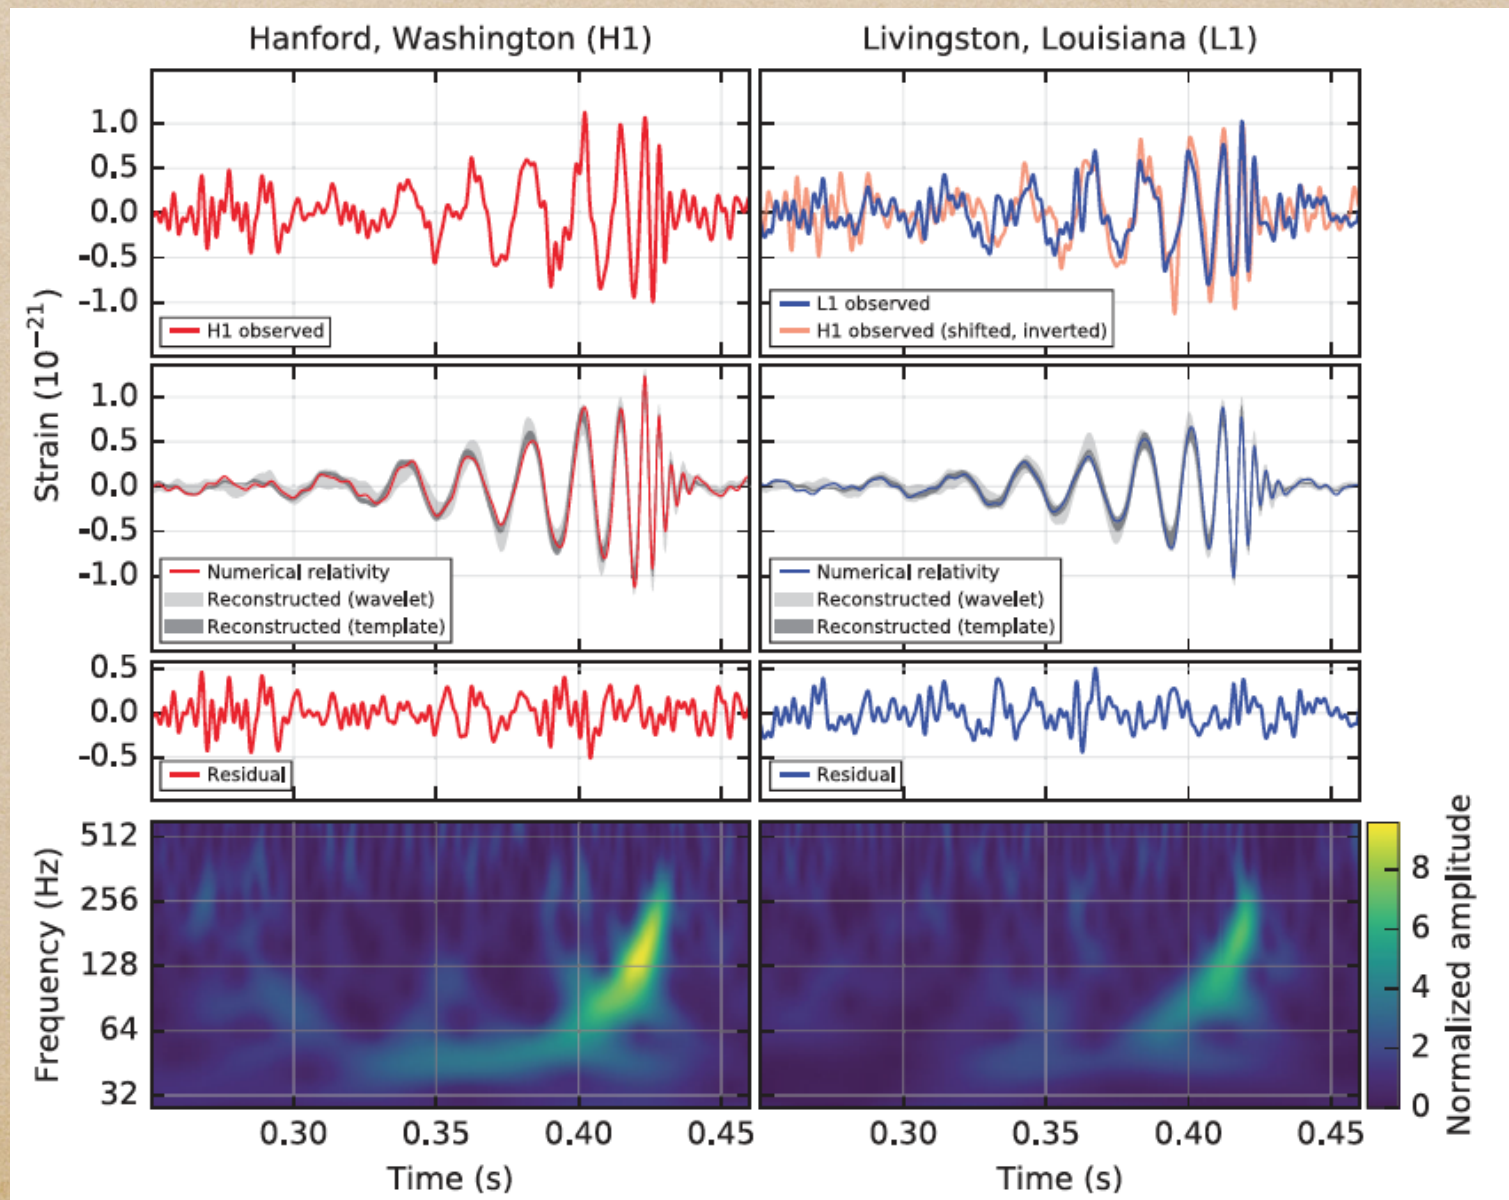 Hanford, Washington (H1)
Livingston, Louisiana (L1)
1.0
0.5
0.0
-0.5
-1.0
H1 observed
L1 observed
H1 observed (shifted, inverted)
Strain (10⁻²¹)
1.0
0.5
0.0
-0.5
-1.0
Numerical relativity
Reconstructed (wavelet)
Reconstructed (template)
Numerical relativity
Reconstructed (wavelet)
Reconstructed (template)
0.5
0.0
-0.5
Residual
Residual
Frequency (Hz)
512
256
128
64
32
Normalized amplitude
8
6
4
2
0
0.30 0.35 0.40 0.45
0.30 0.35 0.40 0.45
Time (s)
Time (s)